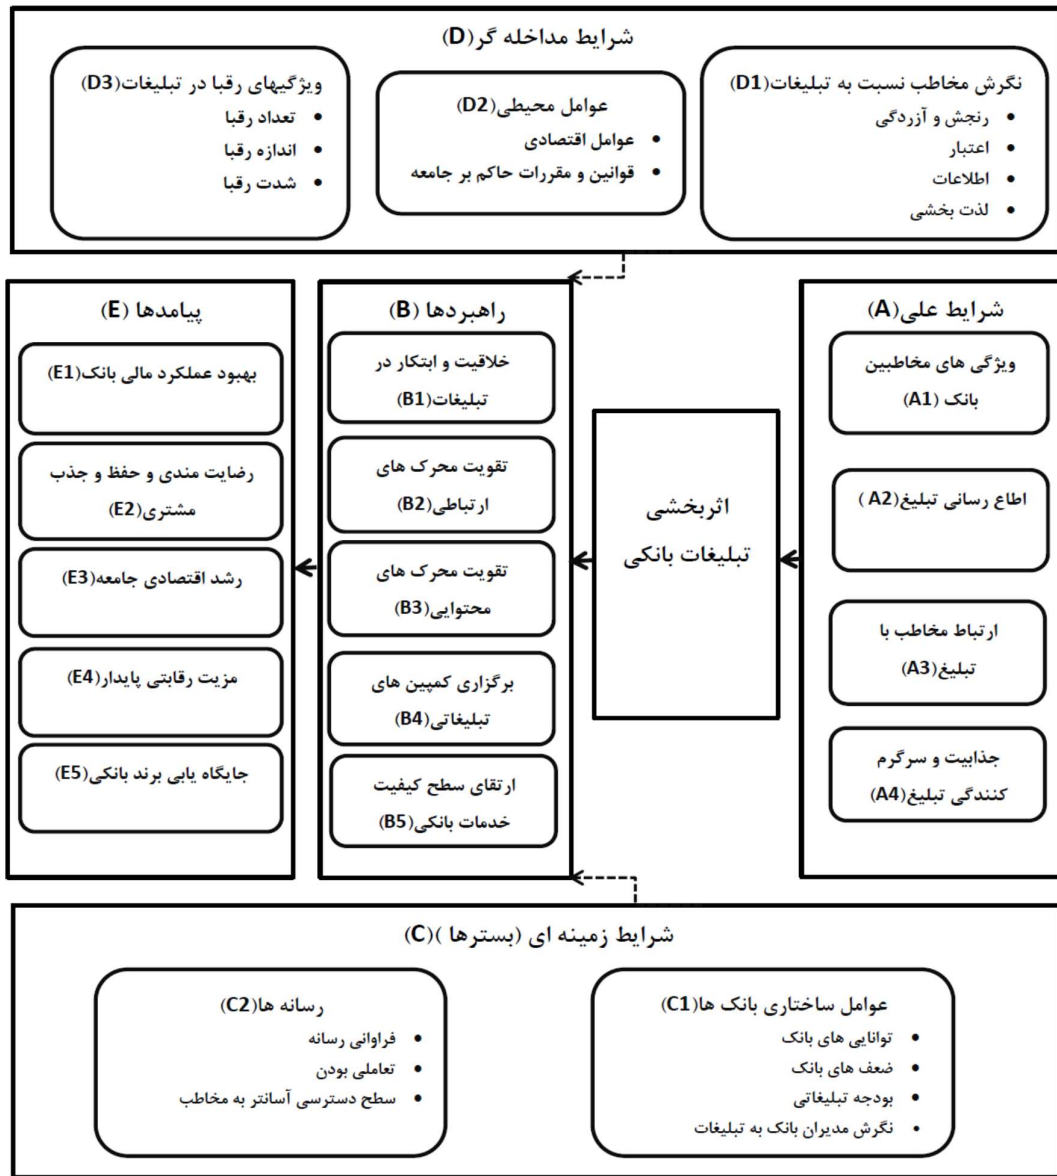 شرایط مداخله گر(D)
نگرش مخاطب نسبت به تبلیغات(D1)
• رنجش و آزردگی
• اعتبار
• اطلاعات
• لذت بخشی
عوامل محیطی(D2)
• عوامل اقتصادی
• قوانین و مقررات حاکم بر جامعه
ویژگیهای رقبا در تبلیغات(D3)
• تعداد رقبا
• اندازه رقبا
• شدت رقبا
شرایط علی(A)
ویژگی های مخاطبین
بانک (A1)
اطاع رسانی تبلیغ(A2 )
ارتباط مخاطب با
تبلیغ(A3)
جذابیت و سرگرم
کنندگی تبلیغ(A4)
اثربخشی
تبلیغات بانکی
راهبردها (B)
خلاقیت و ابتکار در
تبلیغات(B1)
تقویت محرک های
ارتباطی(B2)
تقویت محرک های
محتوایی(B3)
برگزاری کمپین های
تبلیغاتی(B4)
ارتقای سطح کیفیت
خدمات بانکی(B5)
پیامدها (E)
بهبود عملکرد مالی بانک(E1)
رضایت مندی و حفظ و جذب
مشتری(E2)
رشد اقتصادی جامعه(E3)
مزیت رقابتی پایدار(E4)
جایگاه یابی برند بانکی(E5)
شرایط زمینه ای (بسترها )(C)
عوامل ساختاری بانک ها(C1)
• توانایی های بانک
• ضعف های بانک
• بودجه تبلیغاتی
• نگرش مدیران بانک به تبلیغات
رسانه ها(C2)
• فراوانی رسانه
• تعاملی بودن
• سطح دسترسی آسانتر به مخاطب